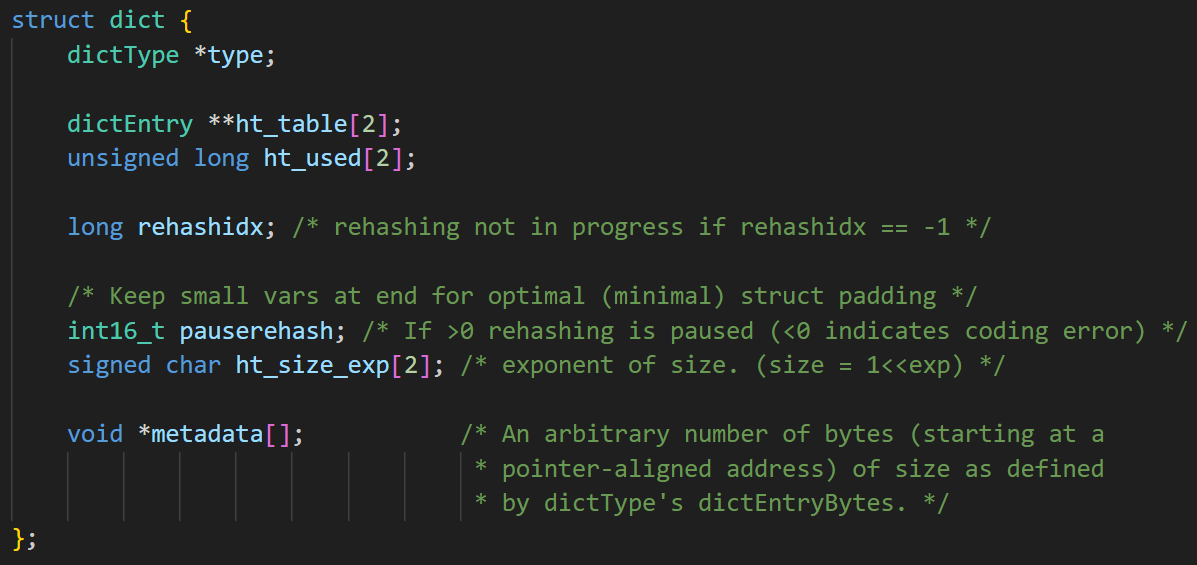 struct dict {
    dictType *type;

    dictEntry **ht_table[2];
    unsigned long ht_used[2];

    long rehashidx; /* rehashing not in progress if rehashidx == -1 */

    /* Keep small vars at end for optimal (minimal) struct padding */
    int16_t pauserehash; /* If >0 rehashing is paused (<0 indicates coding error) */
    signed char ht_size_exp[2]; /* exponent of size. (size = 1<<exp) */

    void *metadata[];           /* An arbitrary number of bytes (starting at a
                                 * pointer-aligned address) of size as defined
                                 * by dictType's dictEntryBytes. */
};